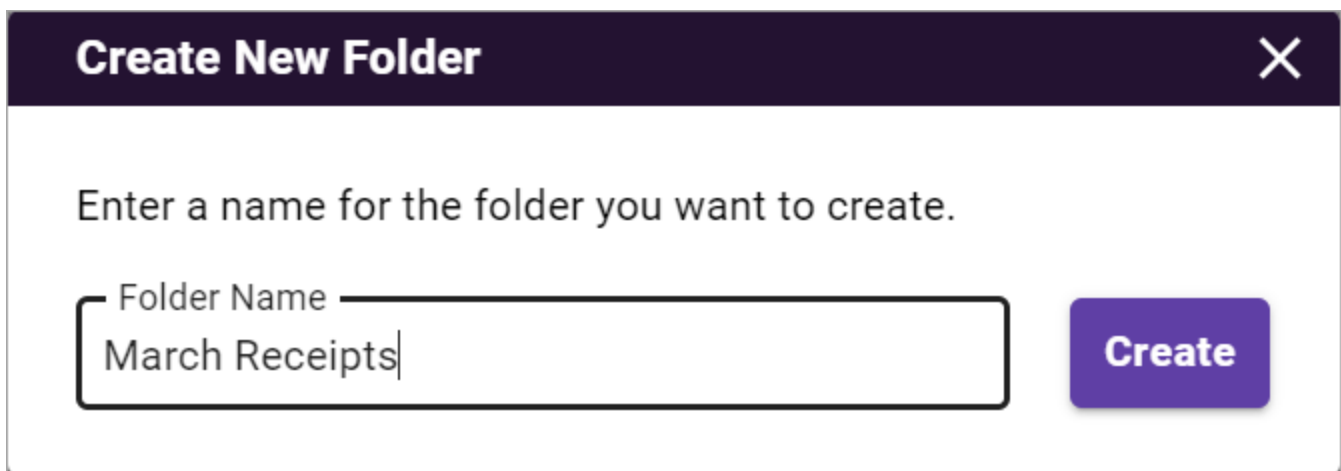 Create New Folder
Enter a name for the folder you want to create.
Folder Name
March Receipts
Create